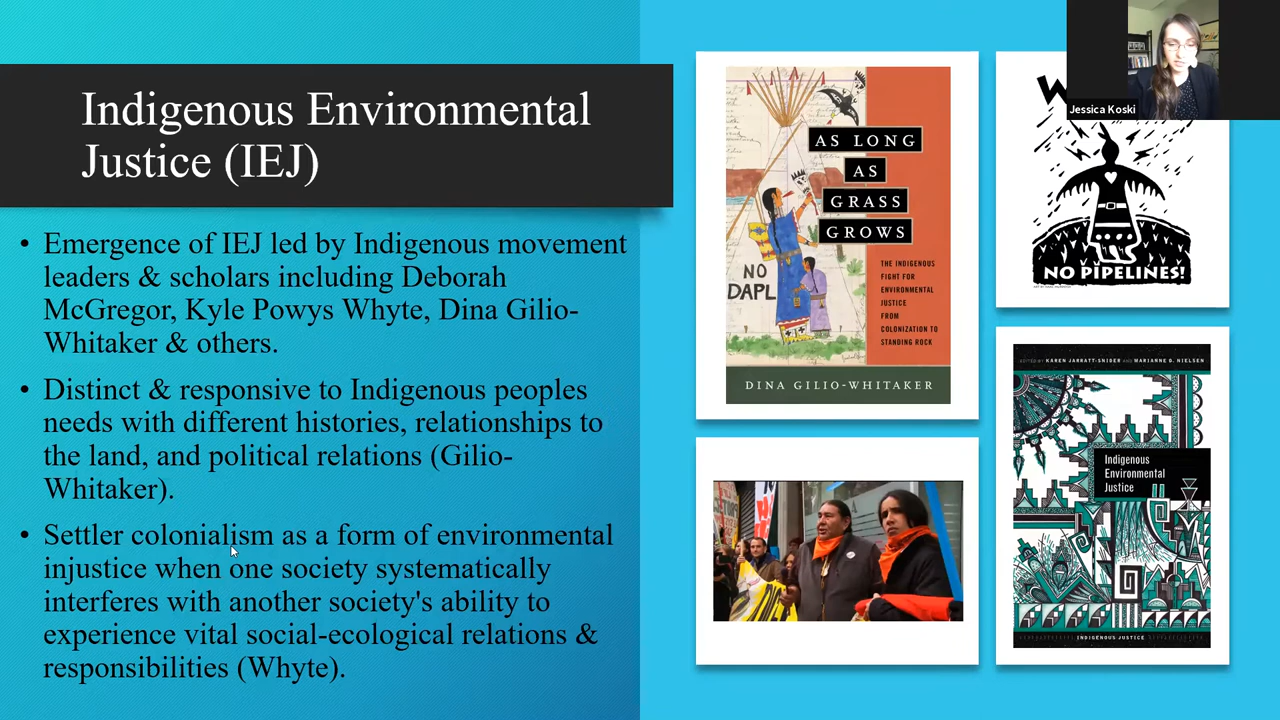 Indigenous Environmental
Justice (IEJ)
• Emergence of IEJ led by Indigenous movement
leaders & scholars including Deborah
McGregor, Kyle Powys Whyte, Dina Gilio-
Whitaker & others.
• Distinct & responsive to Indigenous peoples
needs with different histories, relationships to
the land, and political relations (Gilio-
Whitaker).
• Settler colonialism as a form of environmental
injustice when one society systematically
interferes with another society's ability to
experience vital social-ecological relations &
responsibilities (Whyte).
AS LONG
AS
GRASS
GROWS
THE INDIGENOUS
FIGHT FOR
ENVIRONMENTAL
JUSTICE
FROM
COLONIZATION TO
STANDING ROCK
NO
DAPL
DINA GILIO-WHITAKER
Jessica Koski
NO PIPELINES!
EDITED BY KAREN JARRATT-SNIDER AND MARIANNE O. NIELSEN
Indigenous
Environmental
Justice
INDIGENOUS JUSTICE